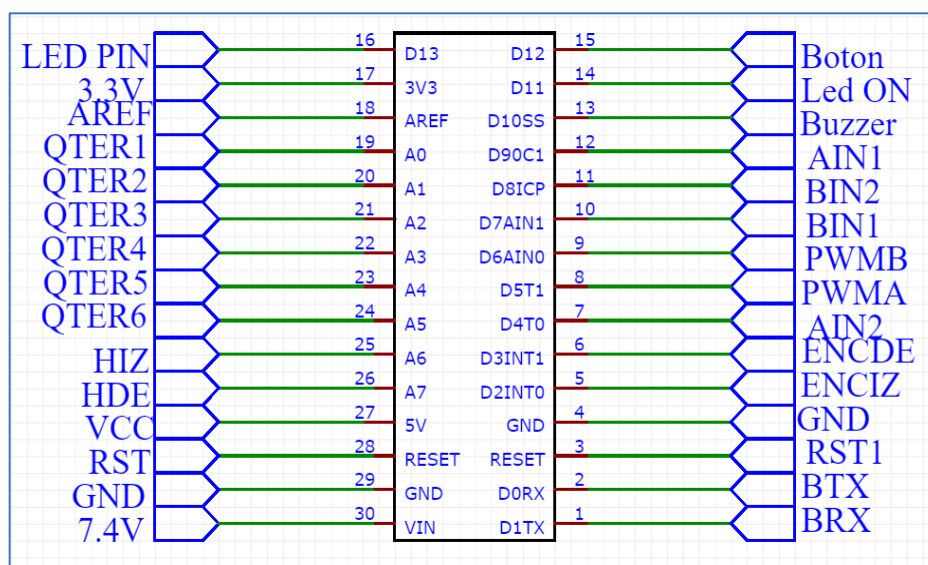 LED PIN 16 D13 D12 15 Boton
3.3V 17 3V3 D11 14 Led ON
AREF 18 AREF D10SS 13 Buzzer
QTER1 19 A0 D90C1 12 AIN1
QTER2 20 A1 D8ICP 11 BIN2
QTER3 21 A2 D7AIN1 10 BIN1
QTER4 22 A3 D6AIN0 9 PWMB
QTER5 23 A4 D5T1 8 PWMA
QTER6 24 A5 D4T0 7 AIN2
HIZ 25 A6 D3INT1 6 ENCDE
HDE 26 A7 D2INT0 5 ENCIZ
VCC 27 5V GND 4 GND
RST 28 RESET RESET 3 RST1
GND 29 GND D0RX 2 BTX
7.4V 30 VIN D1TX 1 BRX